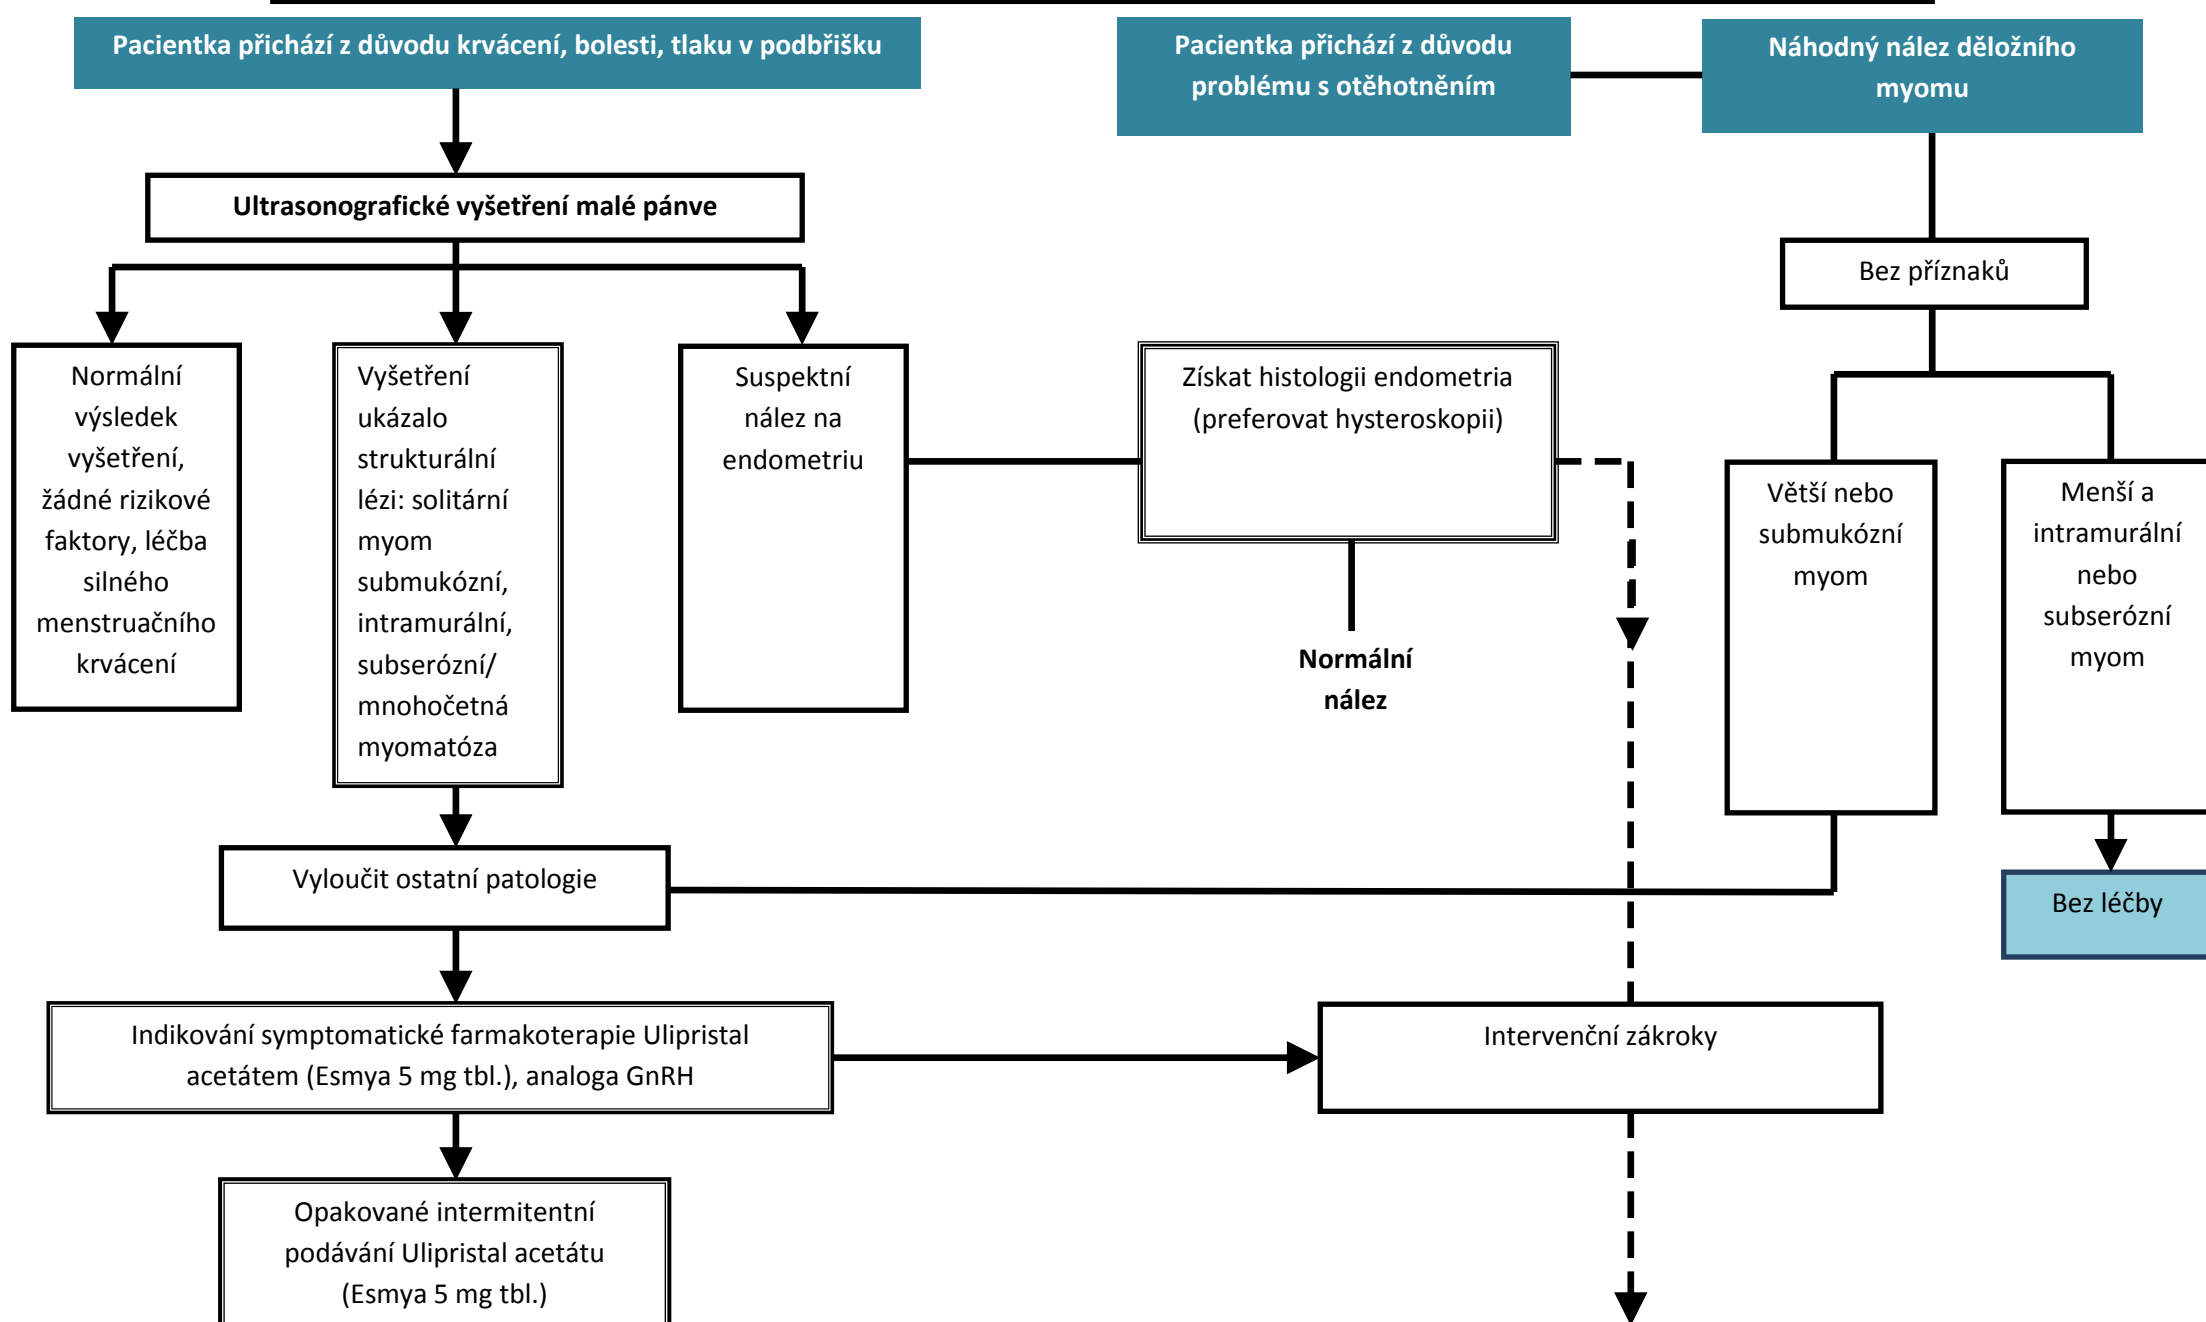 Pacientka přichází z důvodu krvácení, bolesti, tlaku v podbřišku
Pacientka přichází z důvodu
problému s otěhotněním
Náhodný nález děložního
myomu
Ultrasonografické vyšetření malé pánve
Bez příznaků
Normální
výsledek
vyšetření,
žádné rizikové
faktory, léčba
silného
menstruačního
krvácení
Vyšetření
ukázalo
strukturální
lézi: solitární
myom
submukózní,
intramurální,
subserózní/
mnohočetná
myomatóza
Suspektní
nález na
endometriu
Získat histologii endometria
(preferovat hysteroskopii)
Normální
nález
Větší nebo
submukózní
myom
Menší a
intramurální
nebo
subserózní
myom
Vyloučit ostatní patologie
Bez léčby
Indikování symptomatické farmakoterapie Ulipristal
acetátem (Esmya 5 mg tbl.), analoga GnRH
Intervenční zákroky
Opakované intermitentní
podávání Ulipristal acetátu
(Esmya 5 mg tbl.)